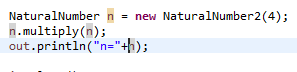 NaturalNumber n = new NaturalNumber2(4);
n.multiply(n);
out.println("n="+n);